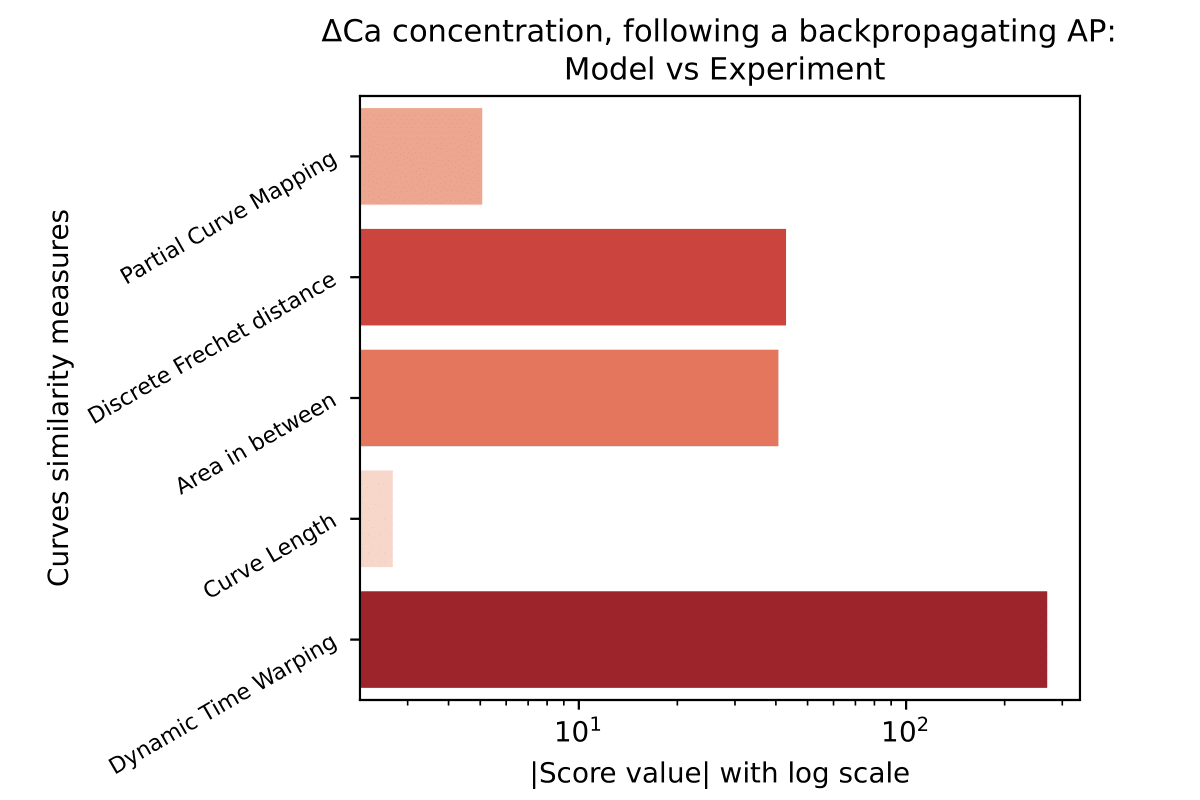 ΔCa concentration, following a backpropagating AP:
Model vs Experiment
Curves similarity measures
Partial Curve Mapping
Discrete Frechet distance
Area in between
Curve Length
Dynamic Time Warping
10¹
10²
|Score value| with log scale